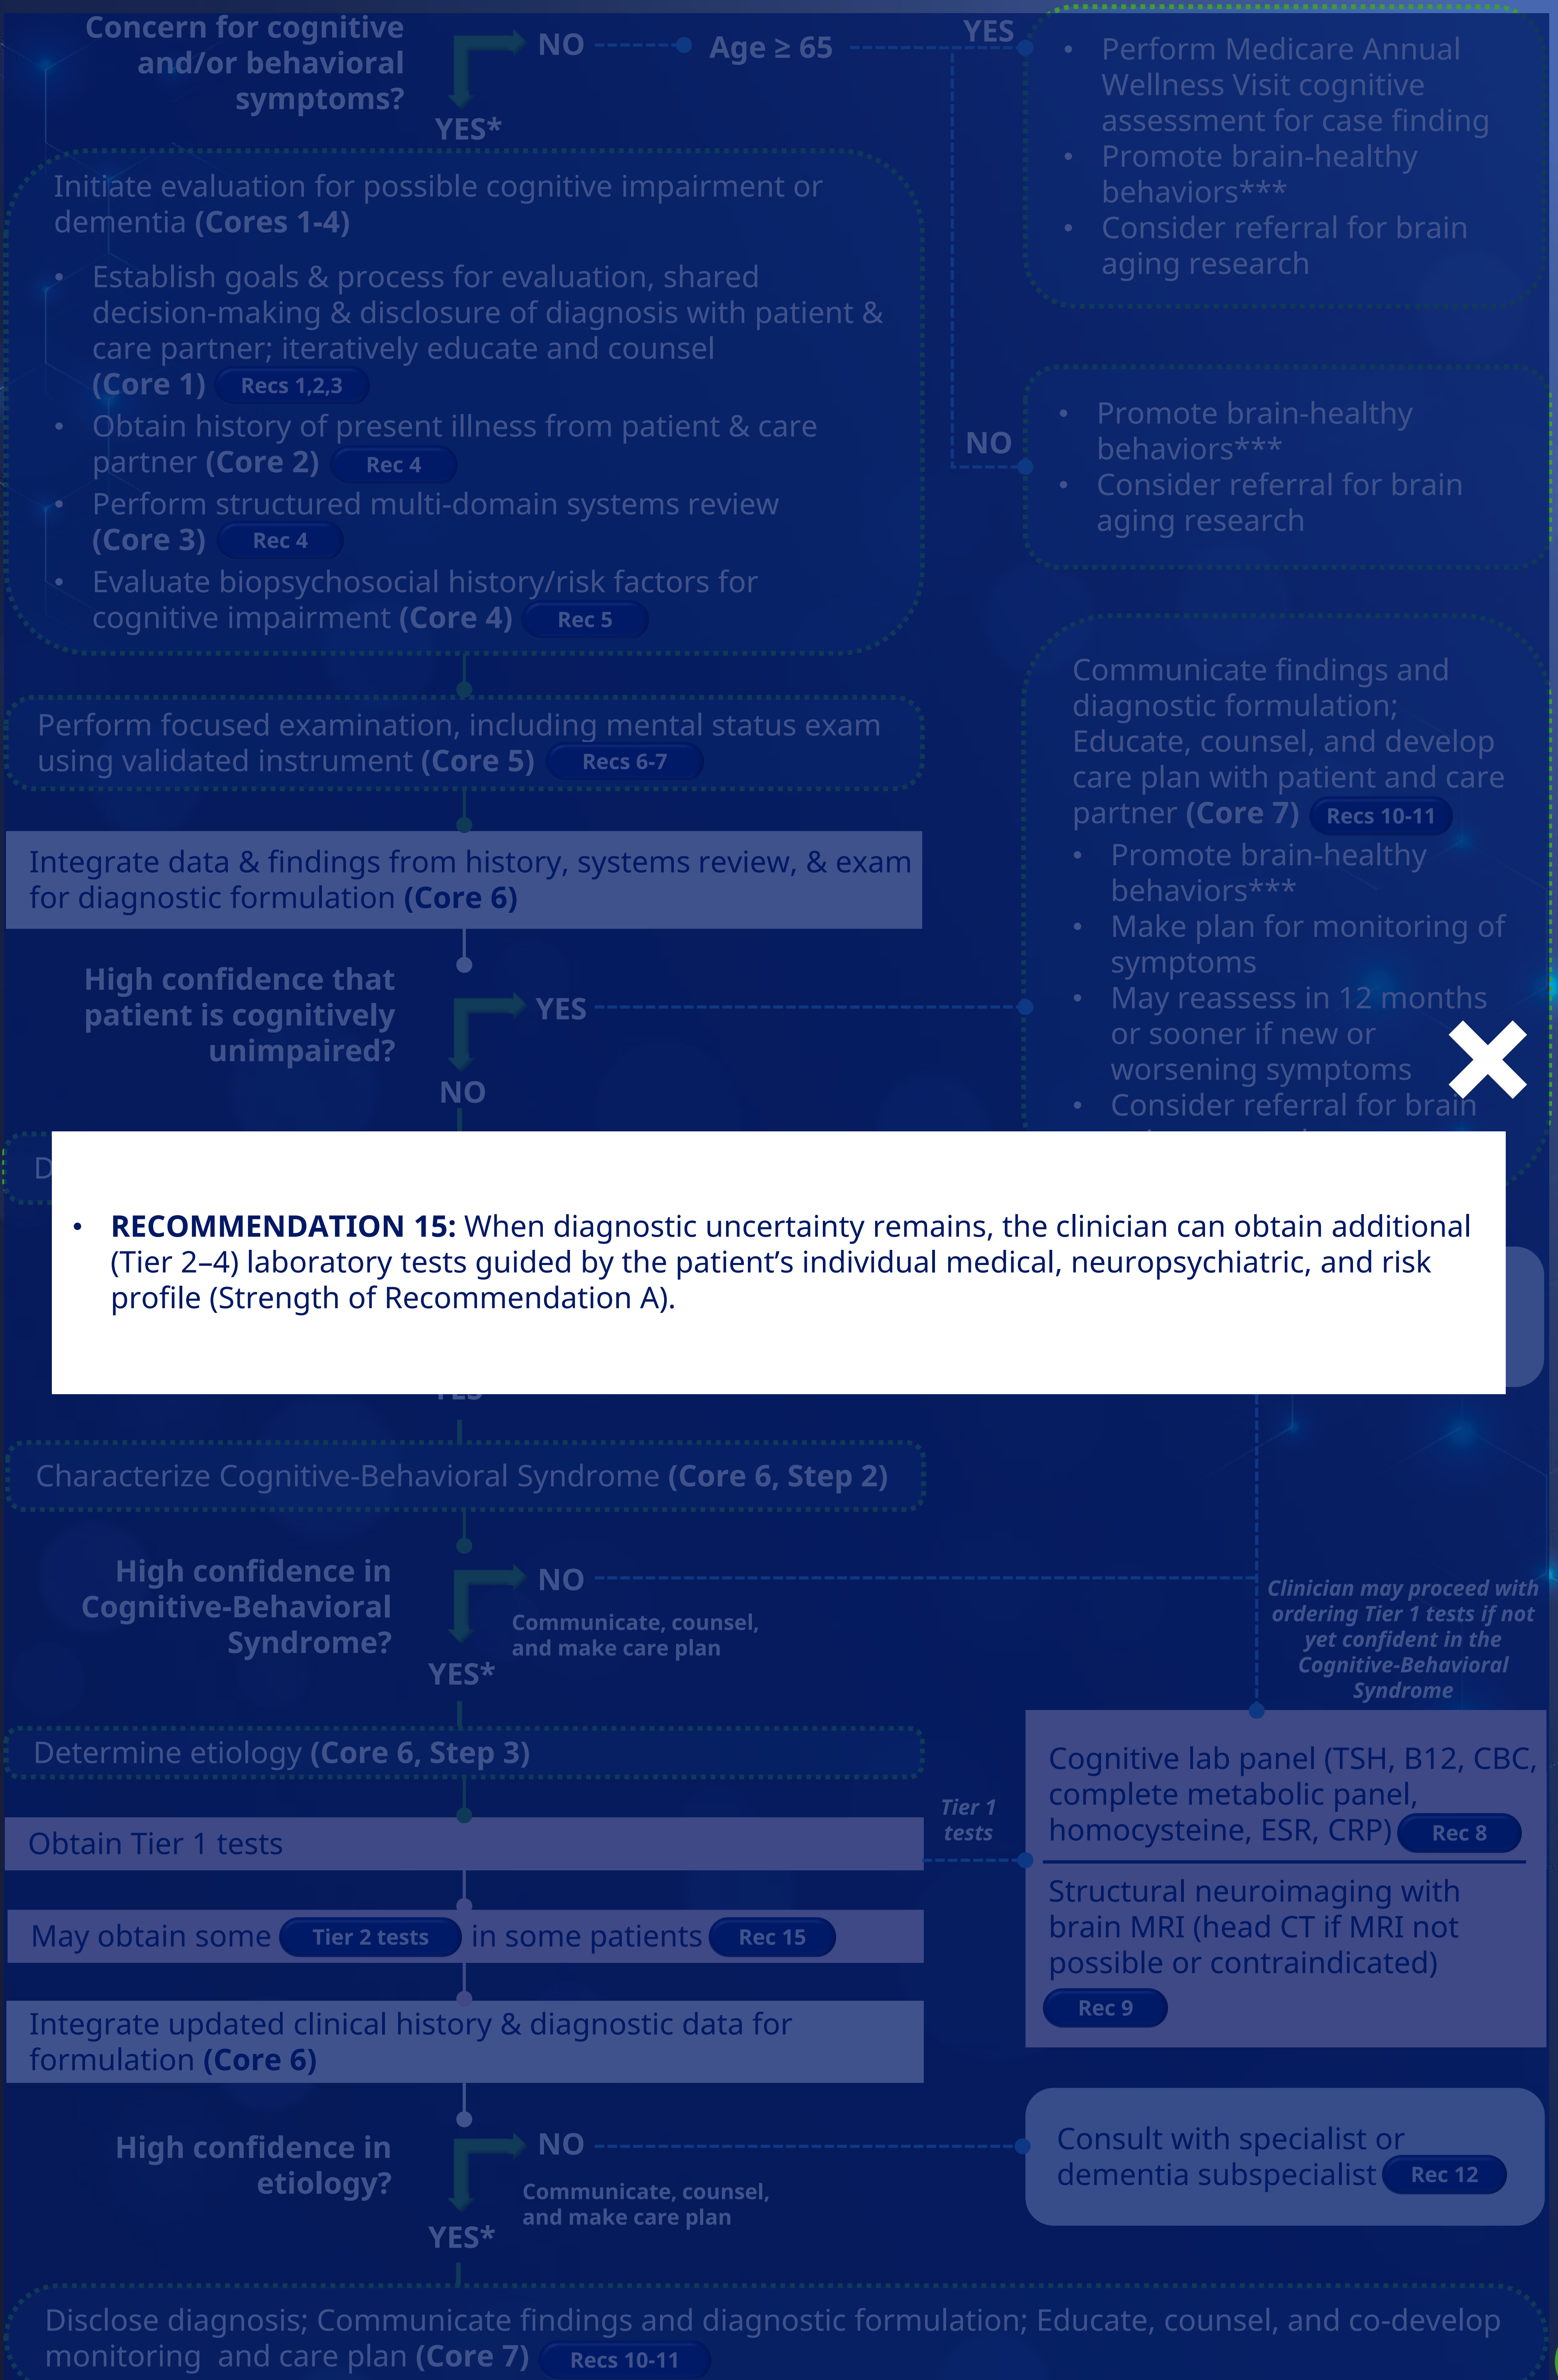 Concern for cognitive
and/or behavioral
symptoms?
NO
Age ≥ 65
YES
YES*
• Perform Medicare Annual
Wellness Visit cognitive
assessment for case finding
• Promote brain-healthy
behaviors***
• Consider referral for brain
aging research
Initiate evaluation for possible cognitive impairment or
dementia (Cores 1-4)
• Establish goals & process for evaluation, shared
decision-making & disclosure of diagnosis with patient &
care partner; iteratively educate and counsel
(Core 1) Recs 1,2,3
• Obtain history of present illness from patient & care
partner (Core 2) Rec 4
• Perform structured multi-domain systems review
(Core 3) Rec 4
• Evaluate biopsychosocial history/risk factors for
cognitive impairment (Core 4) Rec 5
NO
• Promote brain-healthy
behaviors***
• Consider referral for brain
aging research
Perform focused examination, including mental status exam
using validated instrument (Core 5) Recs 6-7
Integrate data & findings from history, systems review, & exam
for diagnostic formulation (Core 6)
High confidence that
patient is cognitively
unimpaired?
YES
NO
Communicate findings and
diagnostic formulation;
Educate, counsel, and develop
care plan with patient and care
partner (Core 7) Recs 10-11
• Promote brain-healthy
behaviors***
• Make plan for monitoring of
symptoms
• May reassess in 12 months
or sooner if new or
worsening symptoms
• Consider referral for brain
D
• RECOMMENDATION 15: When diagnostic uncertainty remains, the clinician can obtain additional
(Tier 2–4) laboratory tests guided by the patient’s individual medical, neuropsychiatric, and risk
profile (Strength of Recommendation A).
Characterize Cognitive-Behavioral Syndrome (Core 6, Step 2)
High confidence in
Cognitive-Behavioral
Syndrome?
NO
Communicate, counsel,
and make care plan
YES*
Clinician may proceed with
ordering Tier 1 tests if not
yet confident in the
Cognitive-Behavioral
Syndrome
Determine etiology (Core 6, Step 3)
Obtain Tier 1 tests
Tier 1
tests
Cognitive lab panel (TSH, B12, CBC,
complete metabolic panel,
homocysteine, ESR, CRP) Rec 8
Structural neuroimaging with
brain MRI (head CT if MRI not
possible or contraindicated)
Rec 9
May obtain some Tier 2 tests in some patients Rec 15
Integrate updated clinical history & diagnostic data for
formulation (Core 6)
High confidence in
etiology?
NO
Communicate, counsel,
and make care plan
YES*
Consult with specialist or
dementia subspecialist Rec 12
Disclose diagnosis; Communicate findings and diagnostic formulation; Educate, counsel, and co-develop
monitoring and care plan (Core 7) Recs 10-11